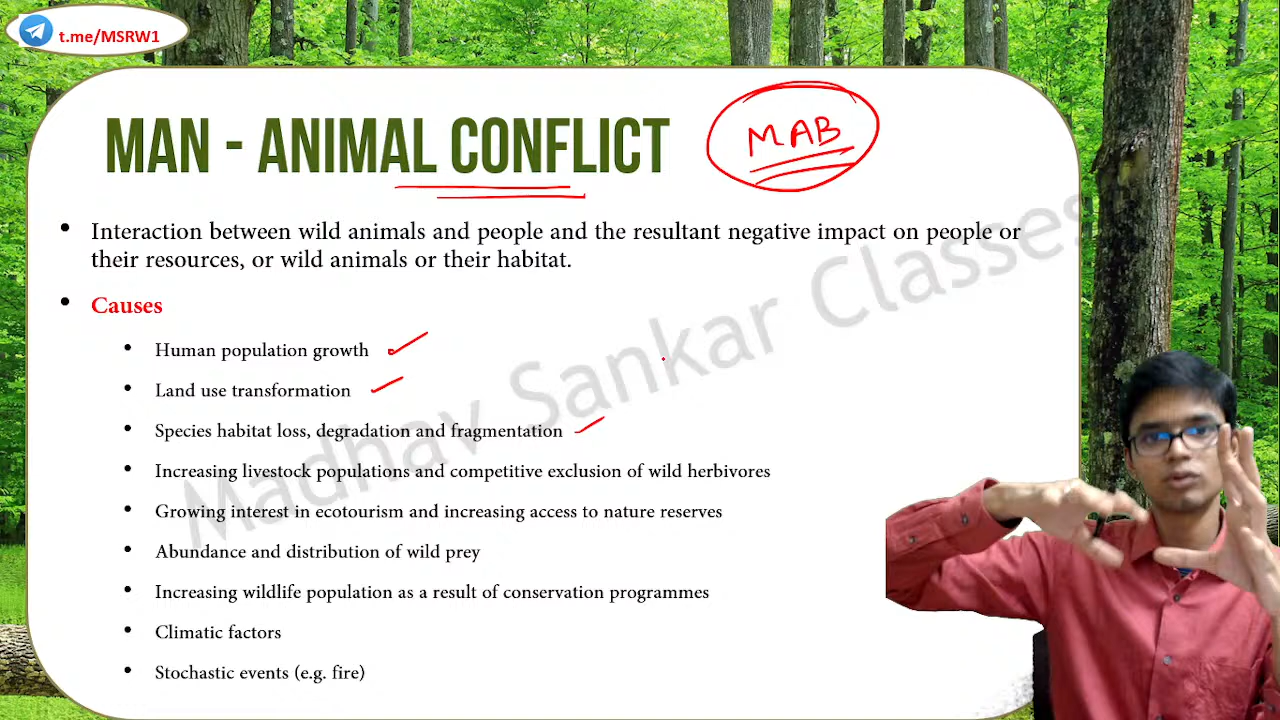 t.me/MSRW1
MAN - ANIMAL CONFLICT
MAB
• Interaction between wild animals and people and the resultant negative impact on people or
their resources, or wild animals or their habitat.
• Causes
• Human population growth
• Land use transformation
• Species habitat loss, degradation and fragmentation
• Increasing livestock populations and competitive exclusion of wild herbivores
• Growing interest in ecotourism and increasing access to nature reserves
• Abundance and distribution of wild prey
• Increasing wildlife population as a result of conservation programmes
• Climatic factors
• Stochastic events (e.g. fire)
Madhav Sankar Classes